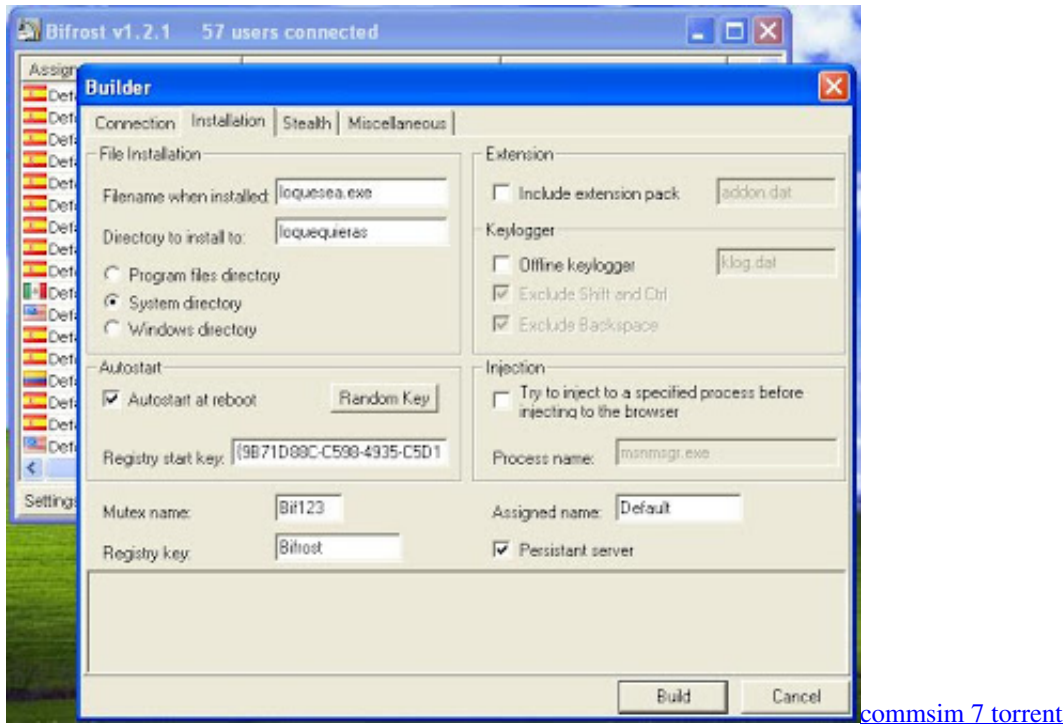 Bifrost v1.2.1 57 users connected
Builder
Connection Installation Stealth Miscellaneous
File Installation
Filename when installed: loquesea.exe
Directory to install to: loquequieras
Program files directory
System directory
Windows directory
Autostart
Autostart at reboot Random Key
Registry start key: {9B71D88C-C598-4935-C5D1
Mutex name: Bif123
Registry key: Bifrost
Extension
Include extension pack addon.dat
Keylogger
Offline keylogger klog.dat
Exclude Shift and Ctrl
Exclude Backspace
Injection
Try to inject to a specified process before
injecting to the browser
Process name: msnmsgr.exe
Assigned name: Default
Persistant server
Build Cancel
commsim 7 torrent